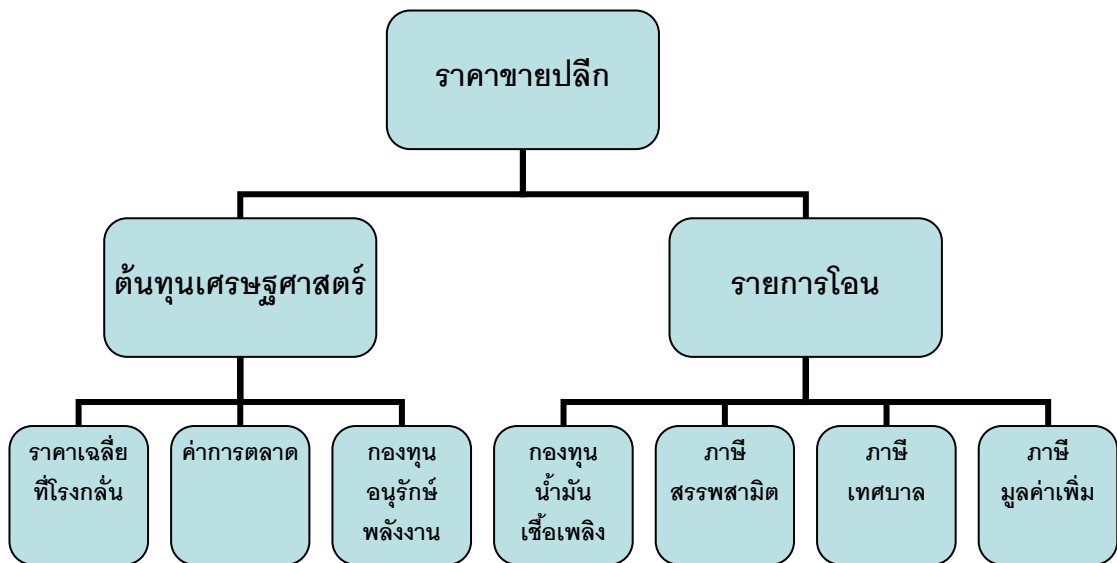 ราคาขายปลีก
ต้นทุนเศรษฐศาสตร์
รายการโอน
ราคาเฉลี่ย
ที่โรงกลั่น
ค่าการตลาด
กองทุน
อนุรักษ์
พลังงาน
กองทุน
น้ำมัน
เชื้อเพลิง
ภาษี
สรรพสามิต
ภาษี
เทศบาล
ภาษี
มูลค่าเพิ่ม